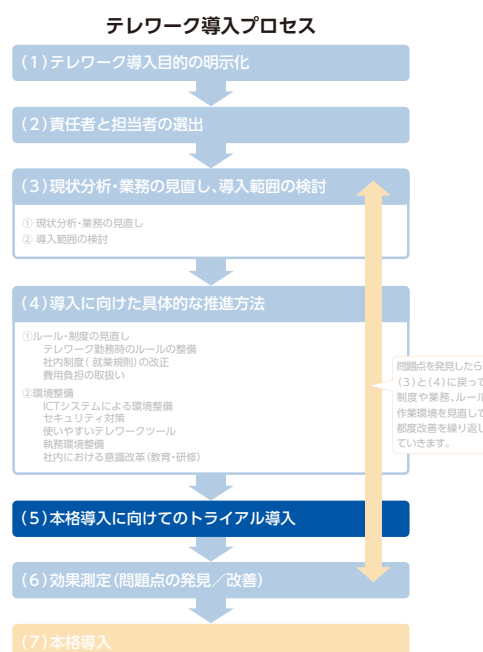 テレワーク導入プロセス
(1)テレワーク導入目的の明示化
(2)責任者と担当者の選出
(3)現状分析・業務の見直し、導入範囲の検討
① 現状分析・業務の見直し
② 導入範囲の検討
(4)導入に向けた具体的な推進方法
①ルール・制度の見直し
テレワーク勤務時のルールの整備
社内制度(就業規則)の改正
費用負担の取扱い
②環境整備
ICTシステムによる環境整備
セキュリティ対策
使いやすいテレワークツール
執務環境整備
社内における意識改革(教育・研修)
問題点を発見したら
(3)と(4)に戻って
制度や業務、ルール
作業環境を見直して
都度改善を繰り返し
ていきます。
(5)本格導入に向けてのトライアル導入
(6)効果測定(問題点の発見／改善)
(7)本格導入